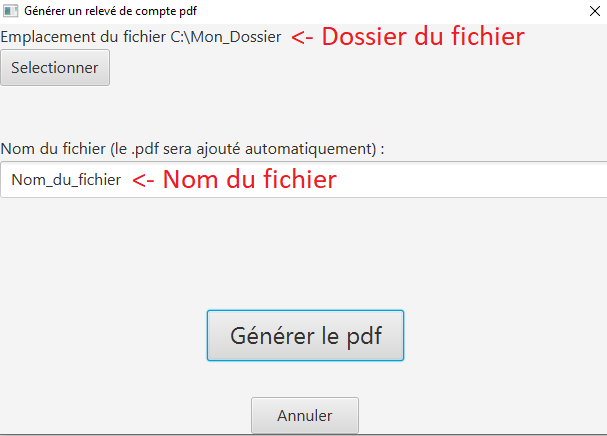 Générer un relevé de compte pdf
Emplacement du fichier C:\Mon_Dossier <- Dossier du fichier
Selectionner
Nom du fichier (le .pdf sera ajouté automatiquement) :
Nom_du_fichier <- Nom du fichier
Générer le pdf
Annuler